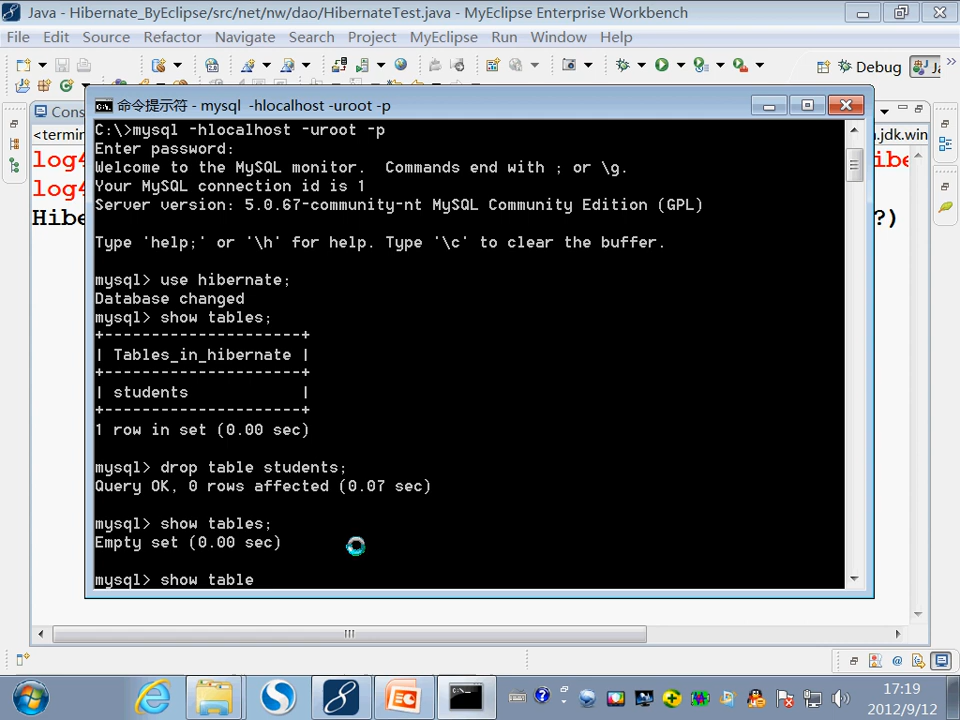 Java - Hibernate_ByEclipse/src/net/nw/dao/HibernateTest.java - MyEclipse Enterprise Workbench
File Edit Source Refactor Navigate Search Project MyEclipse Run Window Help
Debug
命令提示符 - mysql -hlocalhost -uroot -p
<termin
.jdk.win
log4
log4
Hibe
?)
C:\>mysql -hlocalhost -uroot -p
Enter password:
Welcome to the MySQL monitor.  Commands end with ; or \g.
Your MySQL connection id is 1
Server version: 5.0.67-community-nt MySQL Community Edition (GPL)
Type 'help;' or '\h' for help. Type '\c' to clear the buffer.
mysql> use hibernate;
Database changed
mysql> show tables;
+---------------------+
| Tables_in_hibernate |
+---------------------+
| students            |
+---------------------+
1 row in set (0.00 sec)
mysql> drop table students;
Query OK, 0 rows affected (0.07 sec)
mysql> show tables;
Empty set (0.00 sec)
mysql> show table
17:19
2012/9/12